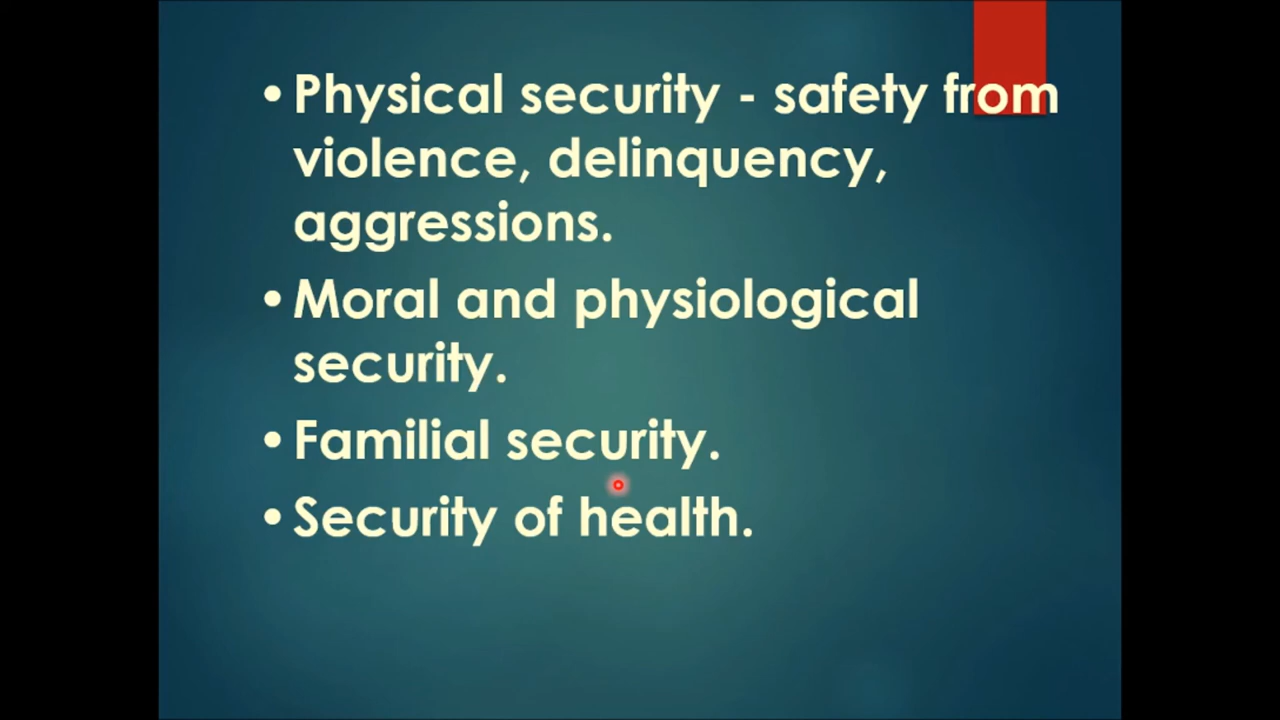 • Physical security - safety from
violence, delinquency,
aggressions.
• Moral and physiological
security.
• Familial security.
• Security of health.